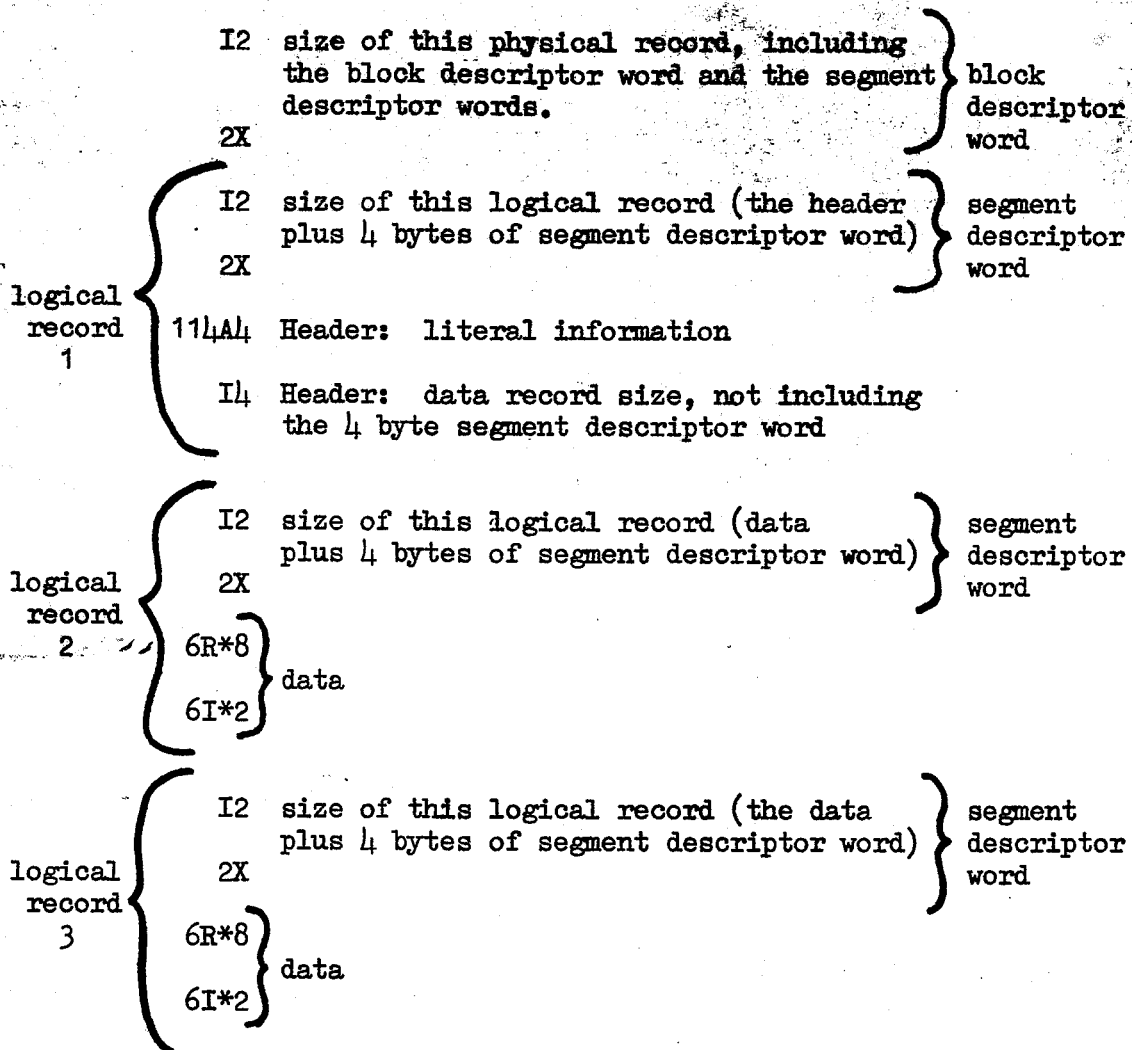 I2 size of this physical record, including
the block descriptor word and the segment
descriptor words.
2X
block
descriptor
word
logical
record
1
I2 size of this logical record (the header
plus 4 bytes of segment descriptor word)
2X
segment
descriptor
word
114A4 Header: literal information
I4 Header: data record size, not including
the 4 byte segment descriptor word
logical
record
2
I2 size of this logical record (data
plus 4 bytes of segment descriptor word)
2X
segment
descriptor
word
6R*8
6I*2
data
logical
record
3
I2 size of this logical record (the data
plus 4 bytes of segment descriptor word)
2X
segment
descriptor
word
6R*8
6I*2
data